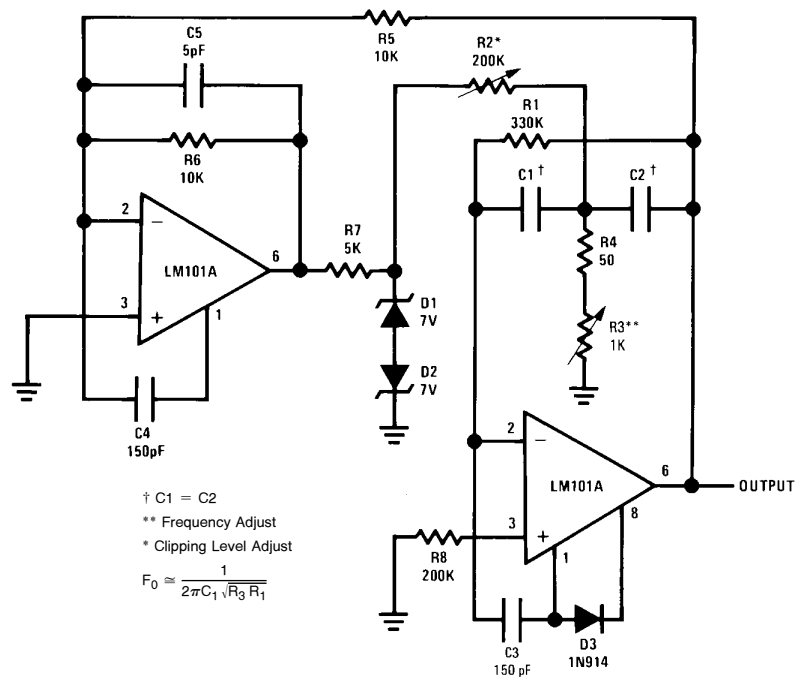 C5
5pF
R5
10K
R2*
200K
R1
330K
R6
10K
C1 †
C2 †
2
−
LM101A
6
3
+
1
R7
5K
R4
50
D1
7V
R3**
1K
D2
7V
C4
150pF
2
−
LM101A
6
OUTPUT
8
3
+
1
R8
200K
C3
150 pF
D3
1N914
† C1 = C2
** Frequency Adjust
* Clipping Level Adjust
F₀ ≅ 1 / 2πC₁ √R₃ R₁